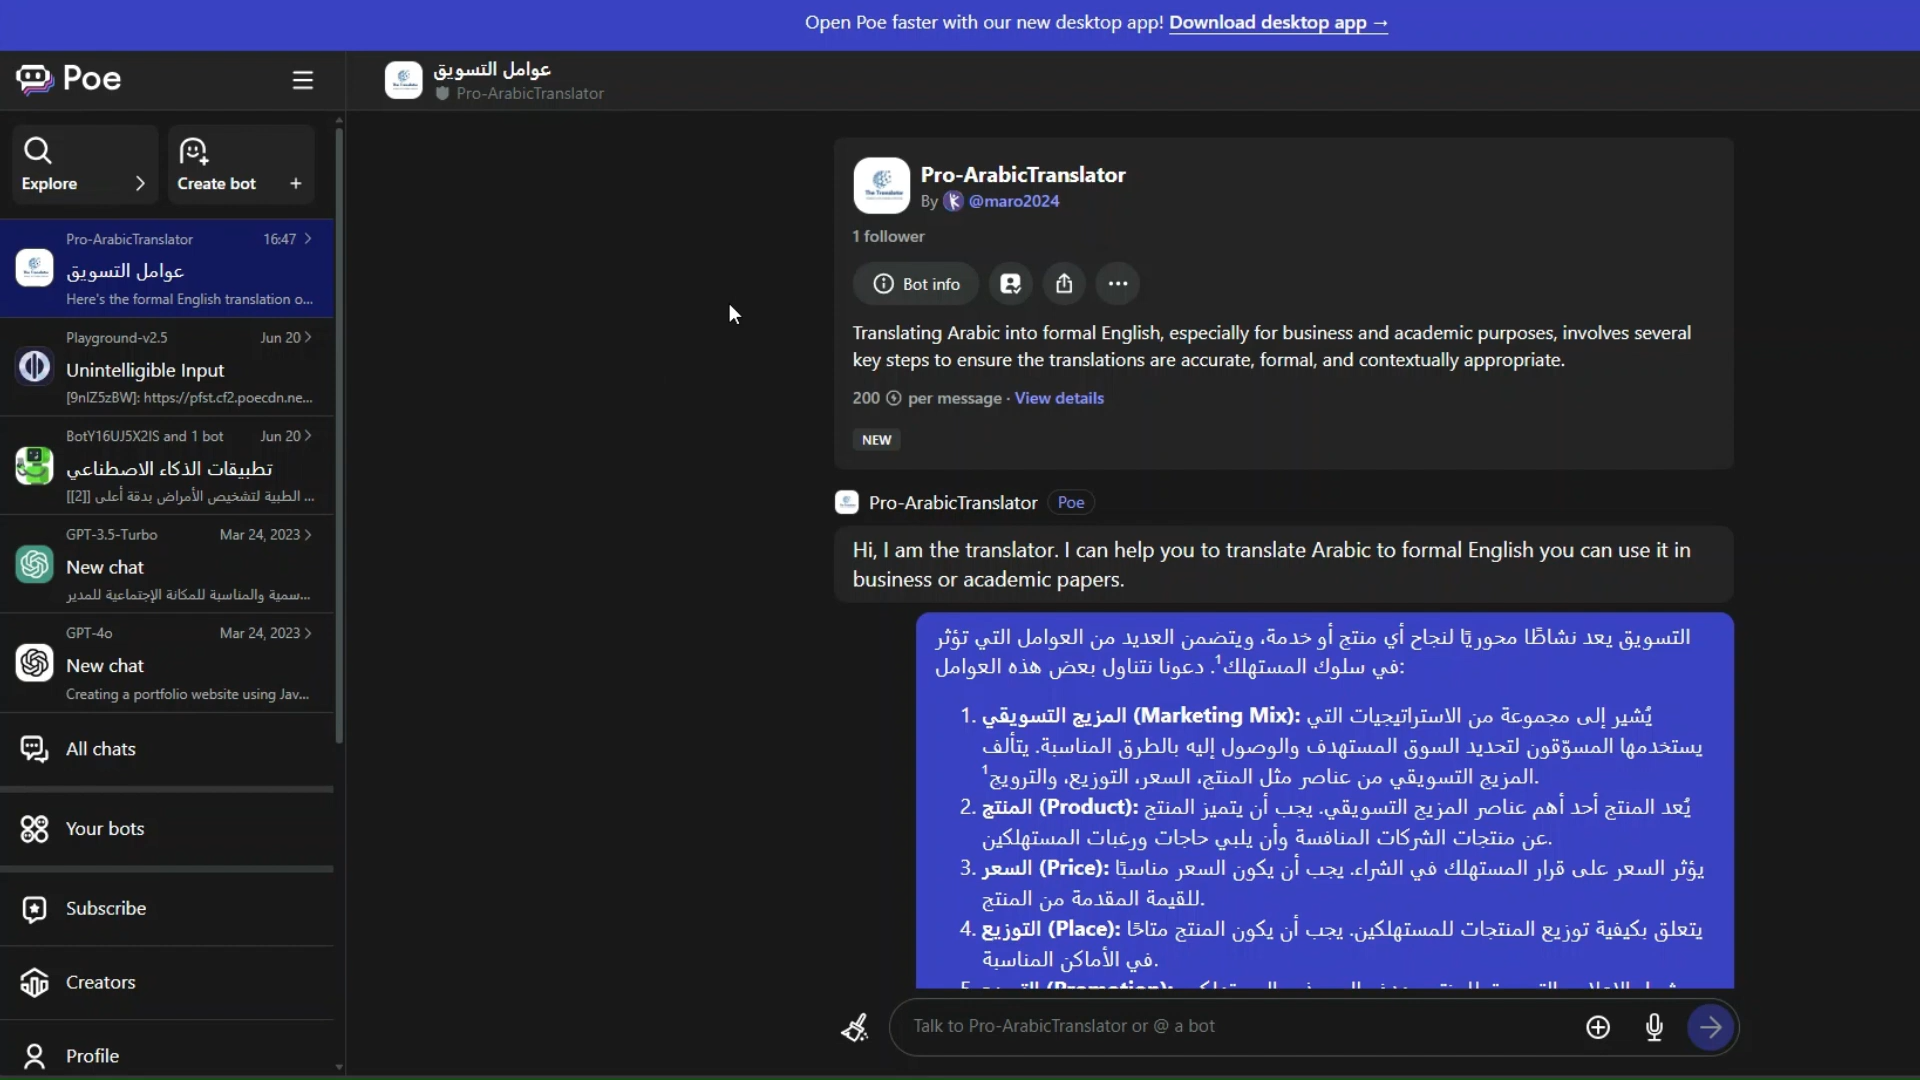 Open Poe faster with our new desktop app! Download desktop app →
Poe
Explore
Create bot
Pro-ArabicTranslator 16:47
عوامل التسويق
Here's the formal English translation o...
Playground-v2.5 Jun 20
Unintelligible Input
[9nIZ5zBW]: https://pfst.cf2.poecdn.ne...
BotY16UJ5X2IS and 1 bot Jun 20
تطبيقات الذكاء الاصطناعي
الطبية لتشخيص الأمراض بدقة أعلى [[2]] ...
GPT-3.5-Turbo Mar 24, 2023
New chat
...سمية والمناسبة للمكانة الإجتماعية للمدير
GPT-4o Mar 24, 2023
New chat
Creating a portfolio website using Jav...
All chats
Your bots
Subscribe
Creators
Profile
عوامل التسويق
Pro-ArabicTranslator
Pro-ArabicTranslator
By @maro2024
1 follower
Bot info
Translating Arabic into formal English, especially for business and academic purposes, involves several
key steps to ensure the translations are accurate, formal, and contextually appropriate.
200 per message · View details
NEW
Pro-ArabicTranslator Poe
Hi, I am the translator. I can help you to translate Arabic to formal English you can use it in
business or academic papers.
التسويق يعد نشاطًا محوريًا لنجاح أي منتج أو خدمة، ويتضمن العديد من العوامل التي تؤثر
في سلوك المستهلك¹. دعونا نتناول بعض هذه العوامل:
1. المزيج التسويقي (Marketing Mix): يُشير إلى مجموعة من الاستراتيجيات التي
يستخدمها المسوّقون لتحديد السوق المستهدف والوصول إليه بالطرق المناسبة. يتألف
المزيج التسويقي من عناصر مثل المنتج، السعر، التوزيع، والترويج¹.
2. المنتج (Product): يُعد المنتج أحد أهم عناصر المزيج التسويقي. يجب أن يتميز المنتج
عن منتجات الشركات المنافسة وأن يلبي حاجات ورغبات المستهلكين.
3. السعر (Price): يؤثر السعر على قرار المستهلك في الشراء. يجب أن يكون السعر مناسبًا
للقيمة المقدمة من المنتج.
4. التوزيع (Place): يتعلق بكيفية توزيع المنتجات للمستهلكين. يجب أن يكون المنتج متاحًا
في الأماكن المناسبة.
Talk to Pro-ArabicTranslator or @ a bot